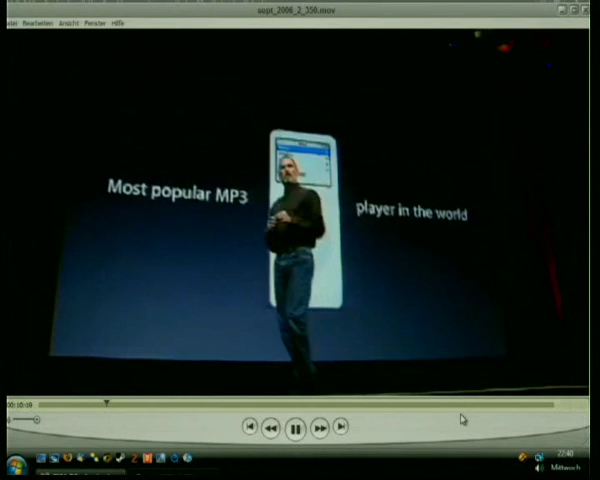 sept_2006_2_350.mov
Bearbeiten Ansicht Fenster Hilfe
Most popular MP3 player in the world
22:40
Mittwoch